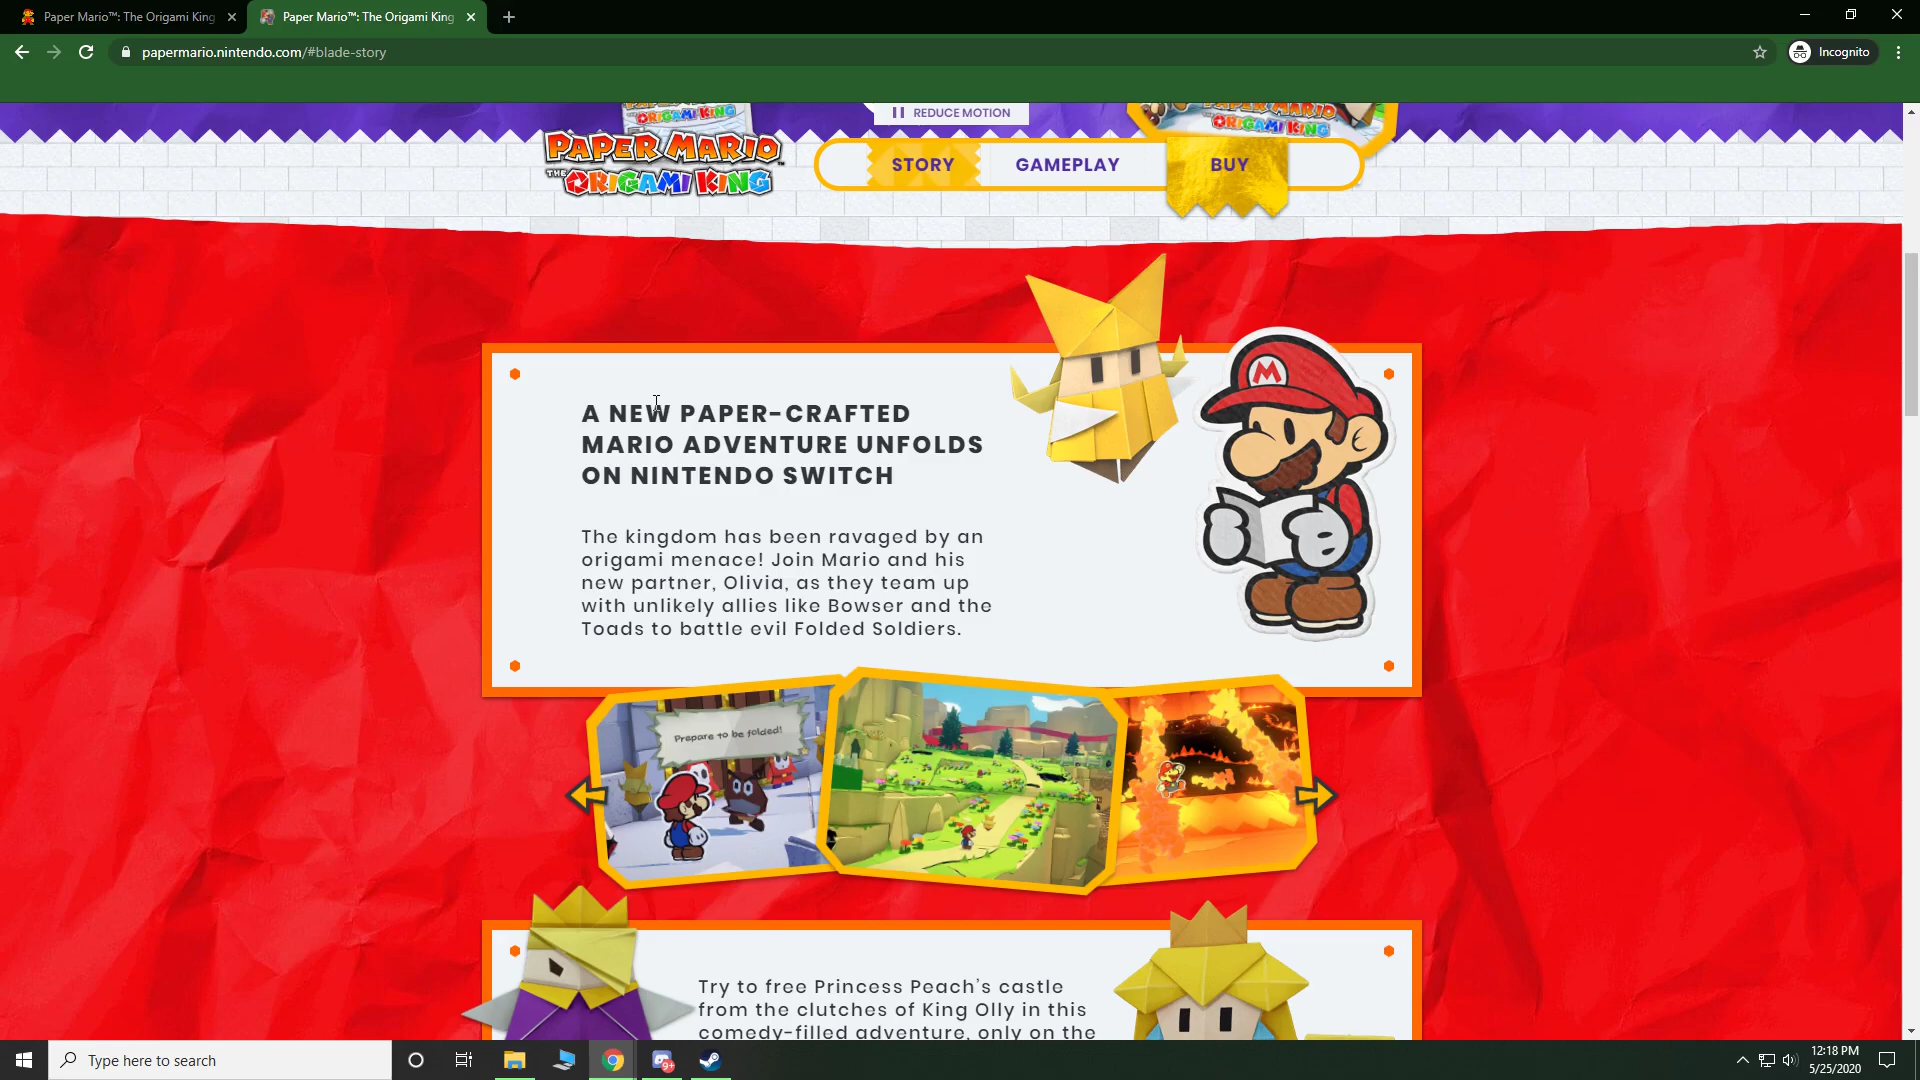 Paper Mario™: The Origami King
Paper Mario™: The Origami King
papermario.nintendo.com/#blade-story
Incognito
ORIGAMI KING
REDUCE MOTION
PAPER MARIO
THE ORIGAMI KING
ORIGAMI KING
STORY
GAMEPLAY
BUY
M
A NEW PAPER-CRAFTED
MARIO ADVENTURE UNFOLDS
ON NINTENDO SWITCH
The kingdom has been ravaged by an
origami menace! Join Mario and his
new partner, Olivia, as they team up
with unlikely allies like Bowser and the
Toads to battle evil Folded Soldiers.
Prepare to be folded!
Try to free Princess Peach's castle
from the clutches of King Olly in this
comedy-filled adventure, only on the
Type here to search
9+
12:18 PM
5/25/2020